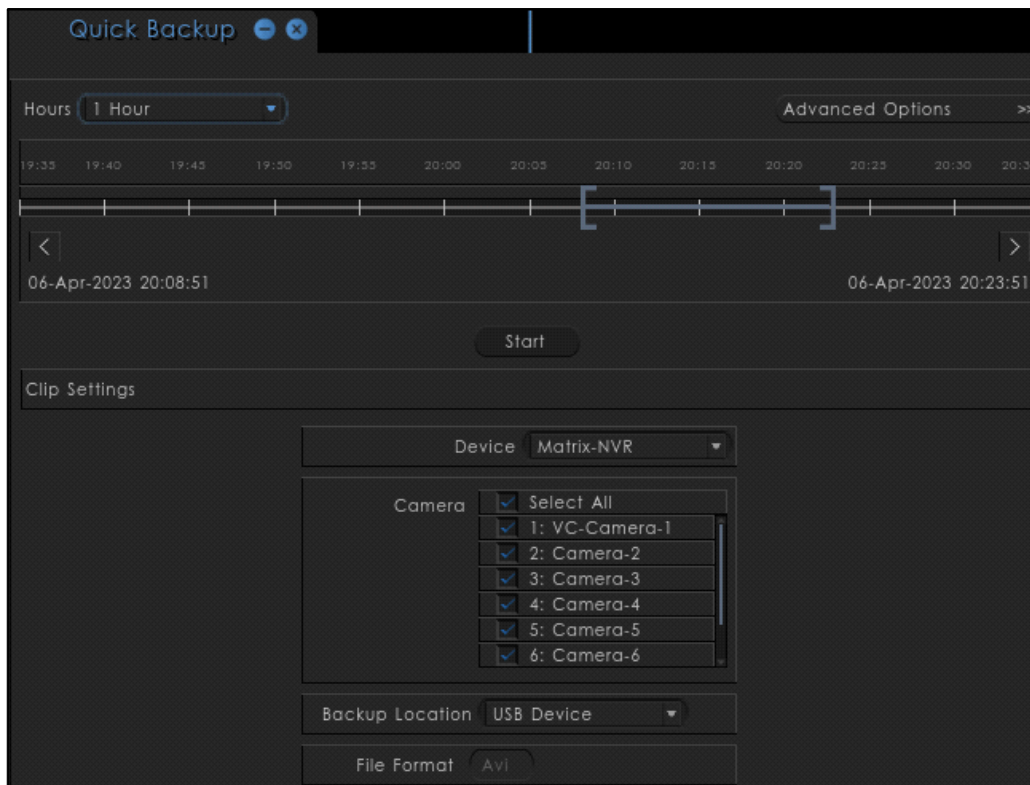 Quick Backup
Hours 1 Hour
Advanced Options >>
19:35 19:40 19:45 19:50 19:55 20:00 20:05 20:10 20:15 20:22 20:25 20:30 20:3
< >
06-Apr-2023 20:08:51 06-Apr-2023 20:23:51
Start
Clip Settings
Device Matrix-NVR
Camera Select All
1: VC-Camera-1
2: Camera-2
3: Camera-3
4: Camera-4
5: Camera-5
6: Camera-6
Backup Location USB Device
File Format Avi